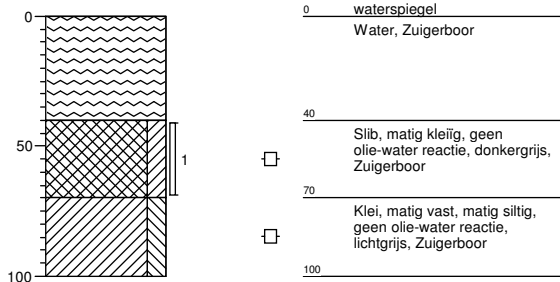 0
50
100
1
0 waterspiegel
Water, Zuigerboor
40
Slib, matig kleiïg, geen
olie-water reactie, donkergrijs,
Zuigerboor
70
Klei, matig vast, matig siltig,
geen olie-water reactie,
lichtgrijs, Zuigerboor
100